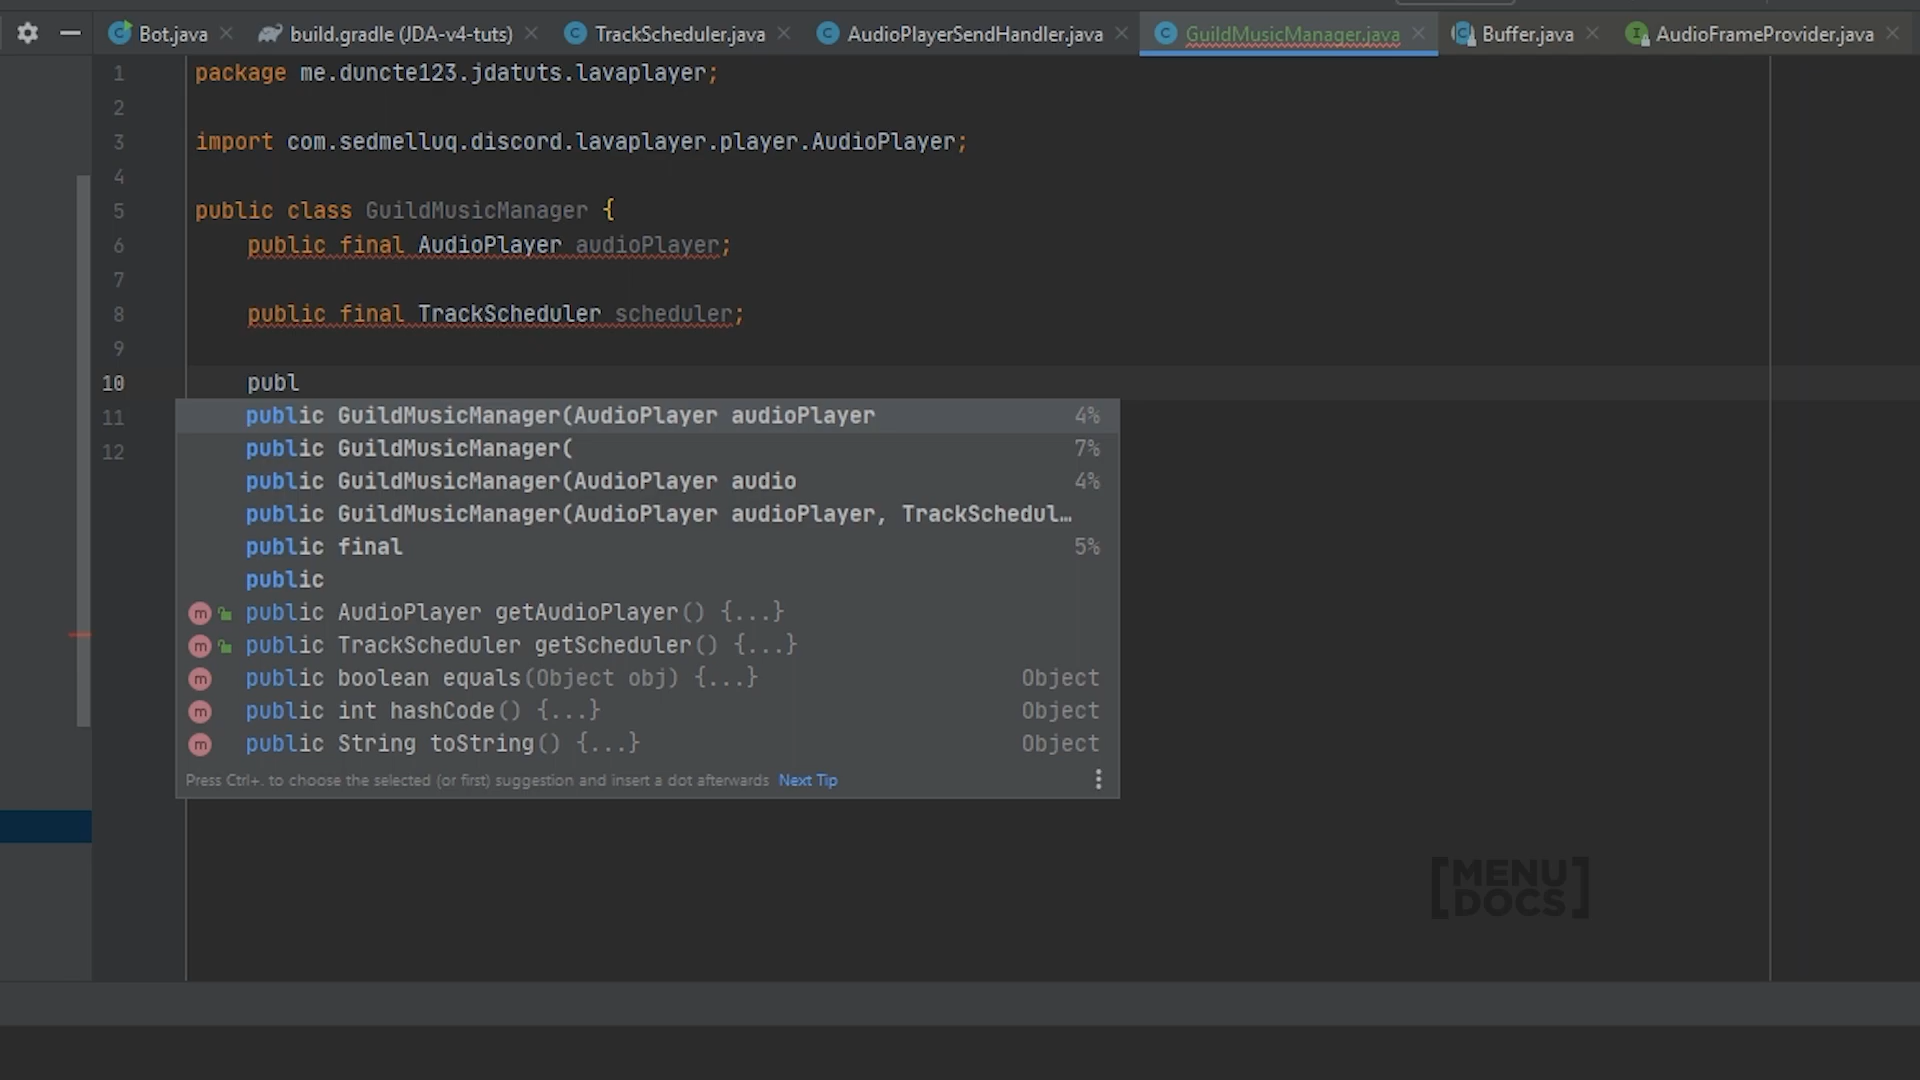 Bot.java
build.gradle (JDA-v4-tuts)
TrackScheduler.java
AudioPlayerSendHandler.java
GuildMusicManager.java
Buffer.java
AudioFrameProvider.java
1 package me.duncte123.jdatuts.lavaplayer;
2
3 import com.sedmelluq.discord.lavaplayer.player.AudioPlayer;
4
5 public class GuildMusicManager {
6 public final AudioPlayer audioPlayer;
7
8 public final TrackScheduler scheduler;
9
10 publ
11
12
public GuildMusicManager(AudioPlayer audioPlayer 4%
public GuildMusicManager( 7%
public GuildMusicManager(AudioPlayer audio 4%
public GuildMusicManager(AudioPlayer audioPlayer, TrackSchedul…
public final 5%
public
m public AudioPlayer getAudioPlayer() {...}
m public TrackScheduler getScheduler() {...}
m public boolean equals(Object obj) {...} Object
m public int hashCode() {...} Object
m public String toString() {...} Object
Press Ctrl+. to choose the selected (or first) suggestion and insert a dot afterwards Next Tip
[MENU
DOCS]